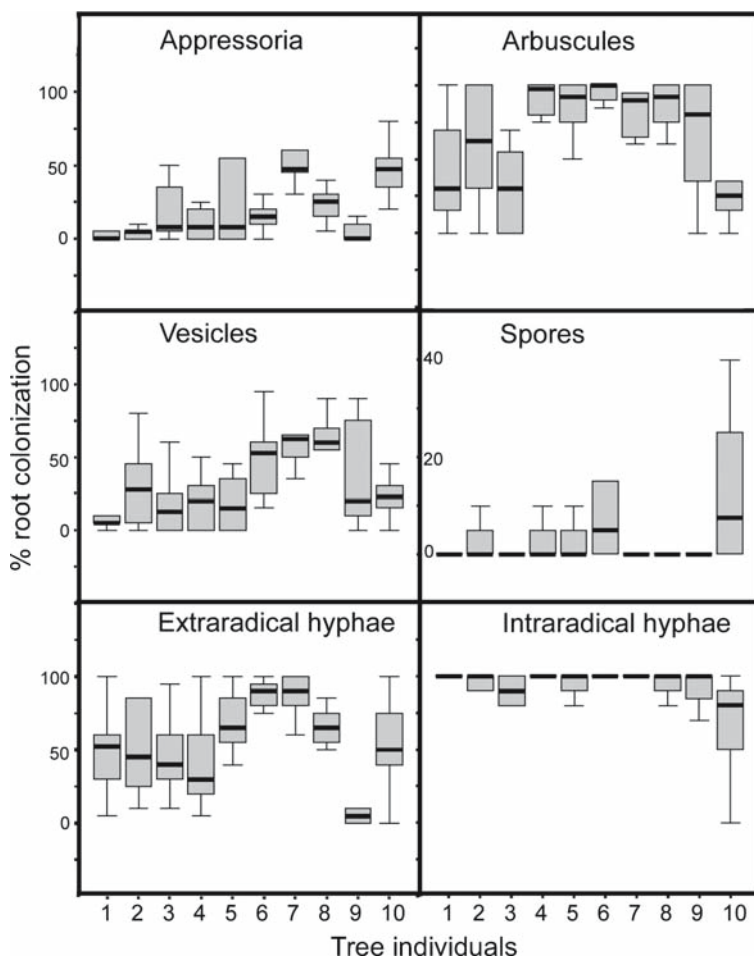 Appressoria
Arbuscules
100
50
0
Vesicles
Spores
100
50
0
40
20
0
Extraradical hyphae
Intraradical hyphae
100
50
0
% root colonization
1 2 3 4 5 6 7 8 9 10
1 2 3 4 5 6 7 8 9 10
Tree individuals